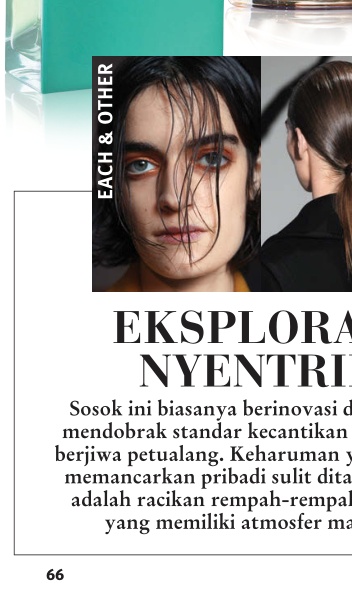 EACH & OTHER
EKSPLORA
NYENTRI
Sosok ini biasanya berinovasi d
mendobrak standar kecantikan
berjiwa petualang. Keharuman y
memancarkan pribadi sulit dita
adalah racikan rempah-rempal
yang memiliki atmosfer ma
66